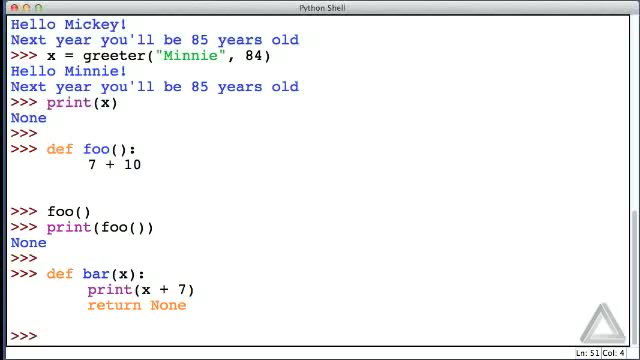 Python Shell
Hello Mickey!
Next year you'll be 85 years old
>>> x = greeter("Minnie", 84)
Hello Minnie!
Next year you'll be 85 years old
>>> print(x)
None
>>>
>>> def foo():
7 + 10
>>> foo()
>>> print(foo())
None
>>>
>>> def bar(x):
print(x + 7)
return None
>>>
Ln: 51 Col: 4